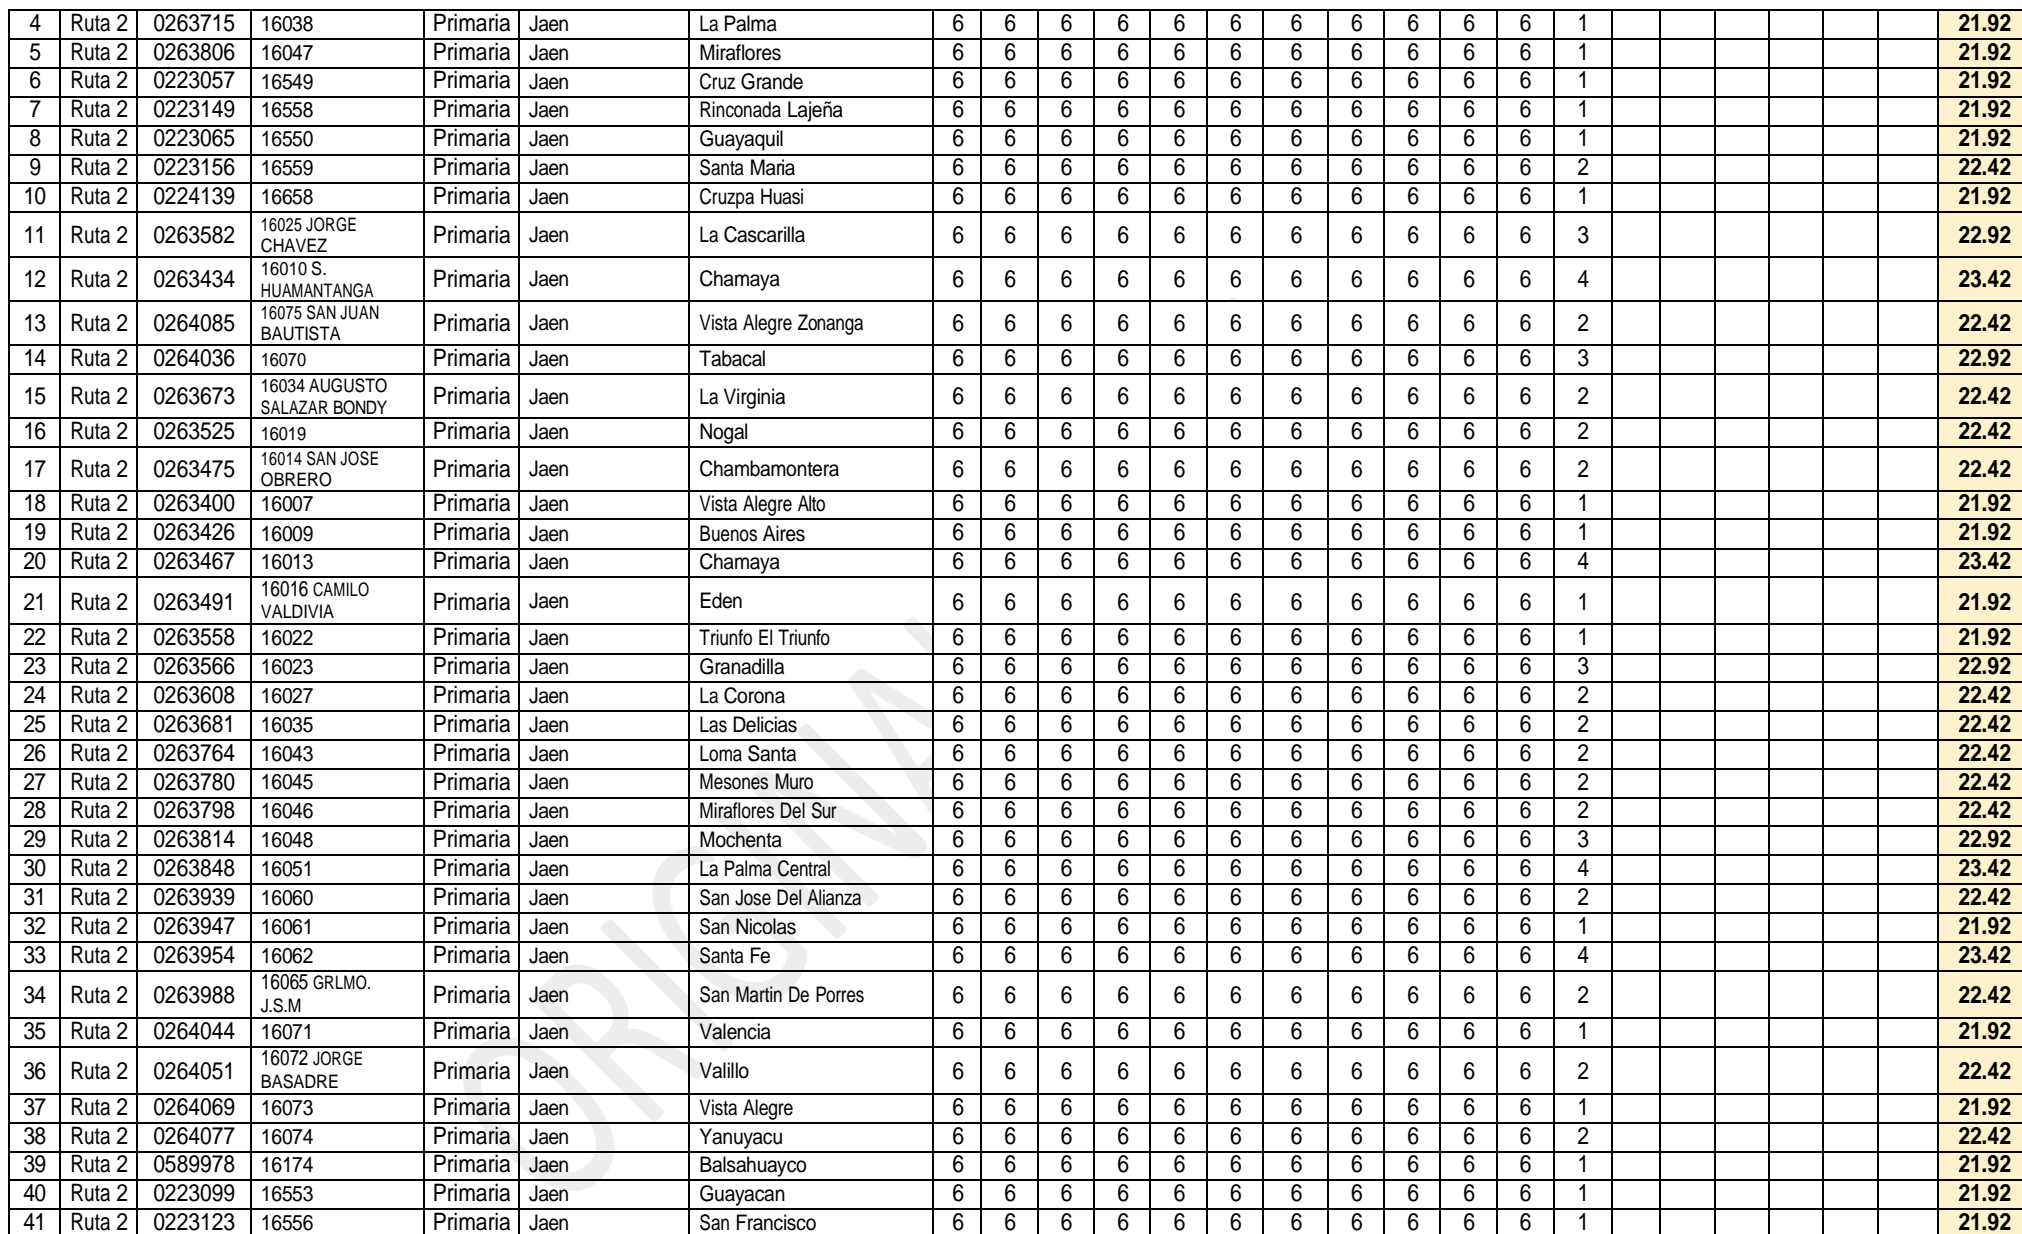 4 Ruta 2 0263715 16038 Primaria Jaen La Palma 6 6 6 6 6 6 6 6 6 6 6 1 21.92
5 Ruta 2 0263806 16047 Primaria Jaen Miraflores 6 6 6 6 6 6 6 6 6 6 6 1 21.92
6 Ruta 2 0223057 16549 Primaria Jaen Cruz Grande 6 6 6 6 6 6 6 6 6 6 6 1 21.92
7 Ruta 2 0223149 16558 Primaria Jaen Rinconada Lajeña 6 6 6 6 6 6 6 6 6 6 6 1 21.92
8 Ruta 2 0223065 16550 Primaria Jaen Guayaquil 6 6 6 6 6 6 6 6 6 6 6 1 21.92
9 Ruta 2 0223156 16559 Primaria Jaen Santa Maria 6 6 6 6 6 6 6 6 6 6 6 2 22.42
10 Ruta 2 0224139 16658 Primaria Jaen Cruzpa Huasi 6 6 6 6 6 6 6 6 6 6 6 1 21.92
11 Ruta 2 0263582 16025 JORGE CHAVEZ Primaria Jaen La Cascarilla 6 6 6 6 6 6 6 6 6 6 6 3 22.92
12 Ruta 2 0263434 16010 S. HUAMANTANGA Primaria Jaen Chamaya 6 6 6 6 6 6 6 6 6 6 6 4 23.42
13 Ruta 2 0264085 16075 SAN JUAN BAUTISTA Primaria Jaen Vista Alegre Zonanga 6 6 6 6 6 6 6 6 6 6 6 2 22.42
14 Ruta 2 0264036 16070 Primaria Jaen Tabacal 6 6 6 6 6 6 6 6 6 6 6 3 22.92
15 Ruta 2 0263673 16034 AUGUSTO SALAZAR BONDY Primaria Jaen La Virginia 6 6 6 6 6 6 6 6 6 6 6 2 22.42
16 Ruta 2 0263525 16019 Primaria Jaen Nogal 6 6 6 6 6 6 6 6 6 6 6 2 22.42
17 Ruta 2 0263475 16014 SAN JOSE OBRERO Primaria Jaen Chambamontera 6 6 6 6 6 6 6 6 6 6 6 2 22.42
18 Ruta 2 0263400 16007 Primaria Jaen Vista Alegre Alto 6 6 6 6 6 6 6 6 6 6 6 1 21.92
19 Ruta 2 0263426 16009 Primaria Jaen Buenos Aires 6 6 6 6 6 6 6 6 6 6 6 1 21.92
20 Ruta 2 0263467 16013 Primaria Jaen Chamaya 6 6 6 6 6 6 6 6 6 6 6 4 23.42
21 Ruta 2 0263491 16016 CAMILO VALDIVIA Primaria Jaen Eden 6 6 6 6 6 6 6 6 6 6 6 1 21.92
22 Ruta 2 0263558 16022 Primaria Jaen Triunfo El Triunfo 6 6 6 6 6 6 6 6 6 6 6 1 21.92
23 Ruta 2 0263566 16023 Primaria Jaen Granadilla 6 6 6 6 6 6 6 6 6 6 6 3 22.92
24 Ruta 2 0263608 16027 Primaria Jaen La Corona 6 6 6 6 6 6 6 6 6 6 6 2 22.42
25 Ruta 2 0263681 16035 Primaria Jaen Las Delicias 6 6 6 6 6 6 6 6 6 6 6 2 22.42
26 Ruta 2 0263764 16043 Primaria Jaen Loma Santa 6 6 6 6 6 6 6 6 6 6 6 2 22.42
27 Ruta 2 0263780 16045 Primaria Jaen Mesones Muro 6 6 6 6 6 6 6 6 6 6 6 2 22.42
28 Ruta 2 0263798 16046 Primaria Jaen Miraflores Del Sur 6 6 6 6 6 6 6 6 6 6 6 2 22.42
29 Ruta 2 0263814 16048 Primaria Jaen Mochenta 6 6 6 6 6 6 6 6 6 6 6 3 22.92
30 Ruta 2 0263848 16051 Primaria Jaen La Palma Central 6 6 6 6 6 6 6 6 6 6 6 4 23.42
31 Ruta 2 0263939 16060 Primaria Jaen San Jose Del Alianza 6 6 6 6 6 6 6 6 6 6 6 2 22.42
32 Ruta 2 0263947 16061 Primaria Jaen San Nicolas 6 6 6 6 6 6 6 6 6 6 6 1 21.92
33 Ruta 2 0263954 16062 Primaria Jaen Santa Fe 6 6 6 6 6 6 6 6 6 6 6 4 23.42
34 Ruta 2 0263988 16065 GRLMO. J.S.M Primaria Jaen San Martin De Porres 6 6 6 6 6 6 6 6 6 6 6 2 22.42
35 Ruta 2 0264044 16071 Primaria Jaen Valencia 6 6 6 6 6 6 6 6 6 6 6 1 21.92
36 Ruta 2 0264051 16072 JORGE BASADRE Primaria Jaen Valillo 6 6 6 6 6 6 6 6 6 6 6 2 22.42
37 Ruta 2 0264069 16073 Primaria Jaen Vista Alegre 6 6 6 6 6 6 6 6 6 6 6 1 21.92
38 Ruta 2 0264077 16074 Primaria Jaen Yanuyacu 6 6 6 6 6 6 6 6 6 6 6 2 22.42
39 Ruta 2 0589978 16174 Primaria Jaen Balsahuayco 6 6 6 6 6 6 6 6 6 6 6 1 21.92
40 Ruta 2 0223099 16553 Primaria Jaen Guayacan 6 6 6 6 6 6 6 6 6 6 6 1 21.92
41 Ruta 2 0223123 16556 Primaria Jaen San Francisco 6 6 6 6 6 6 6 6 6 6 6 1 21.92